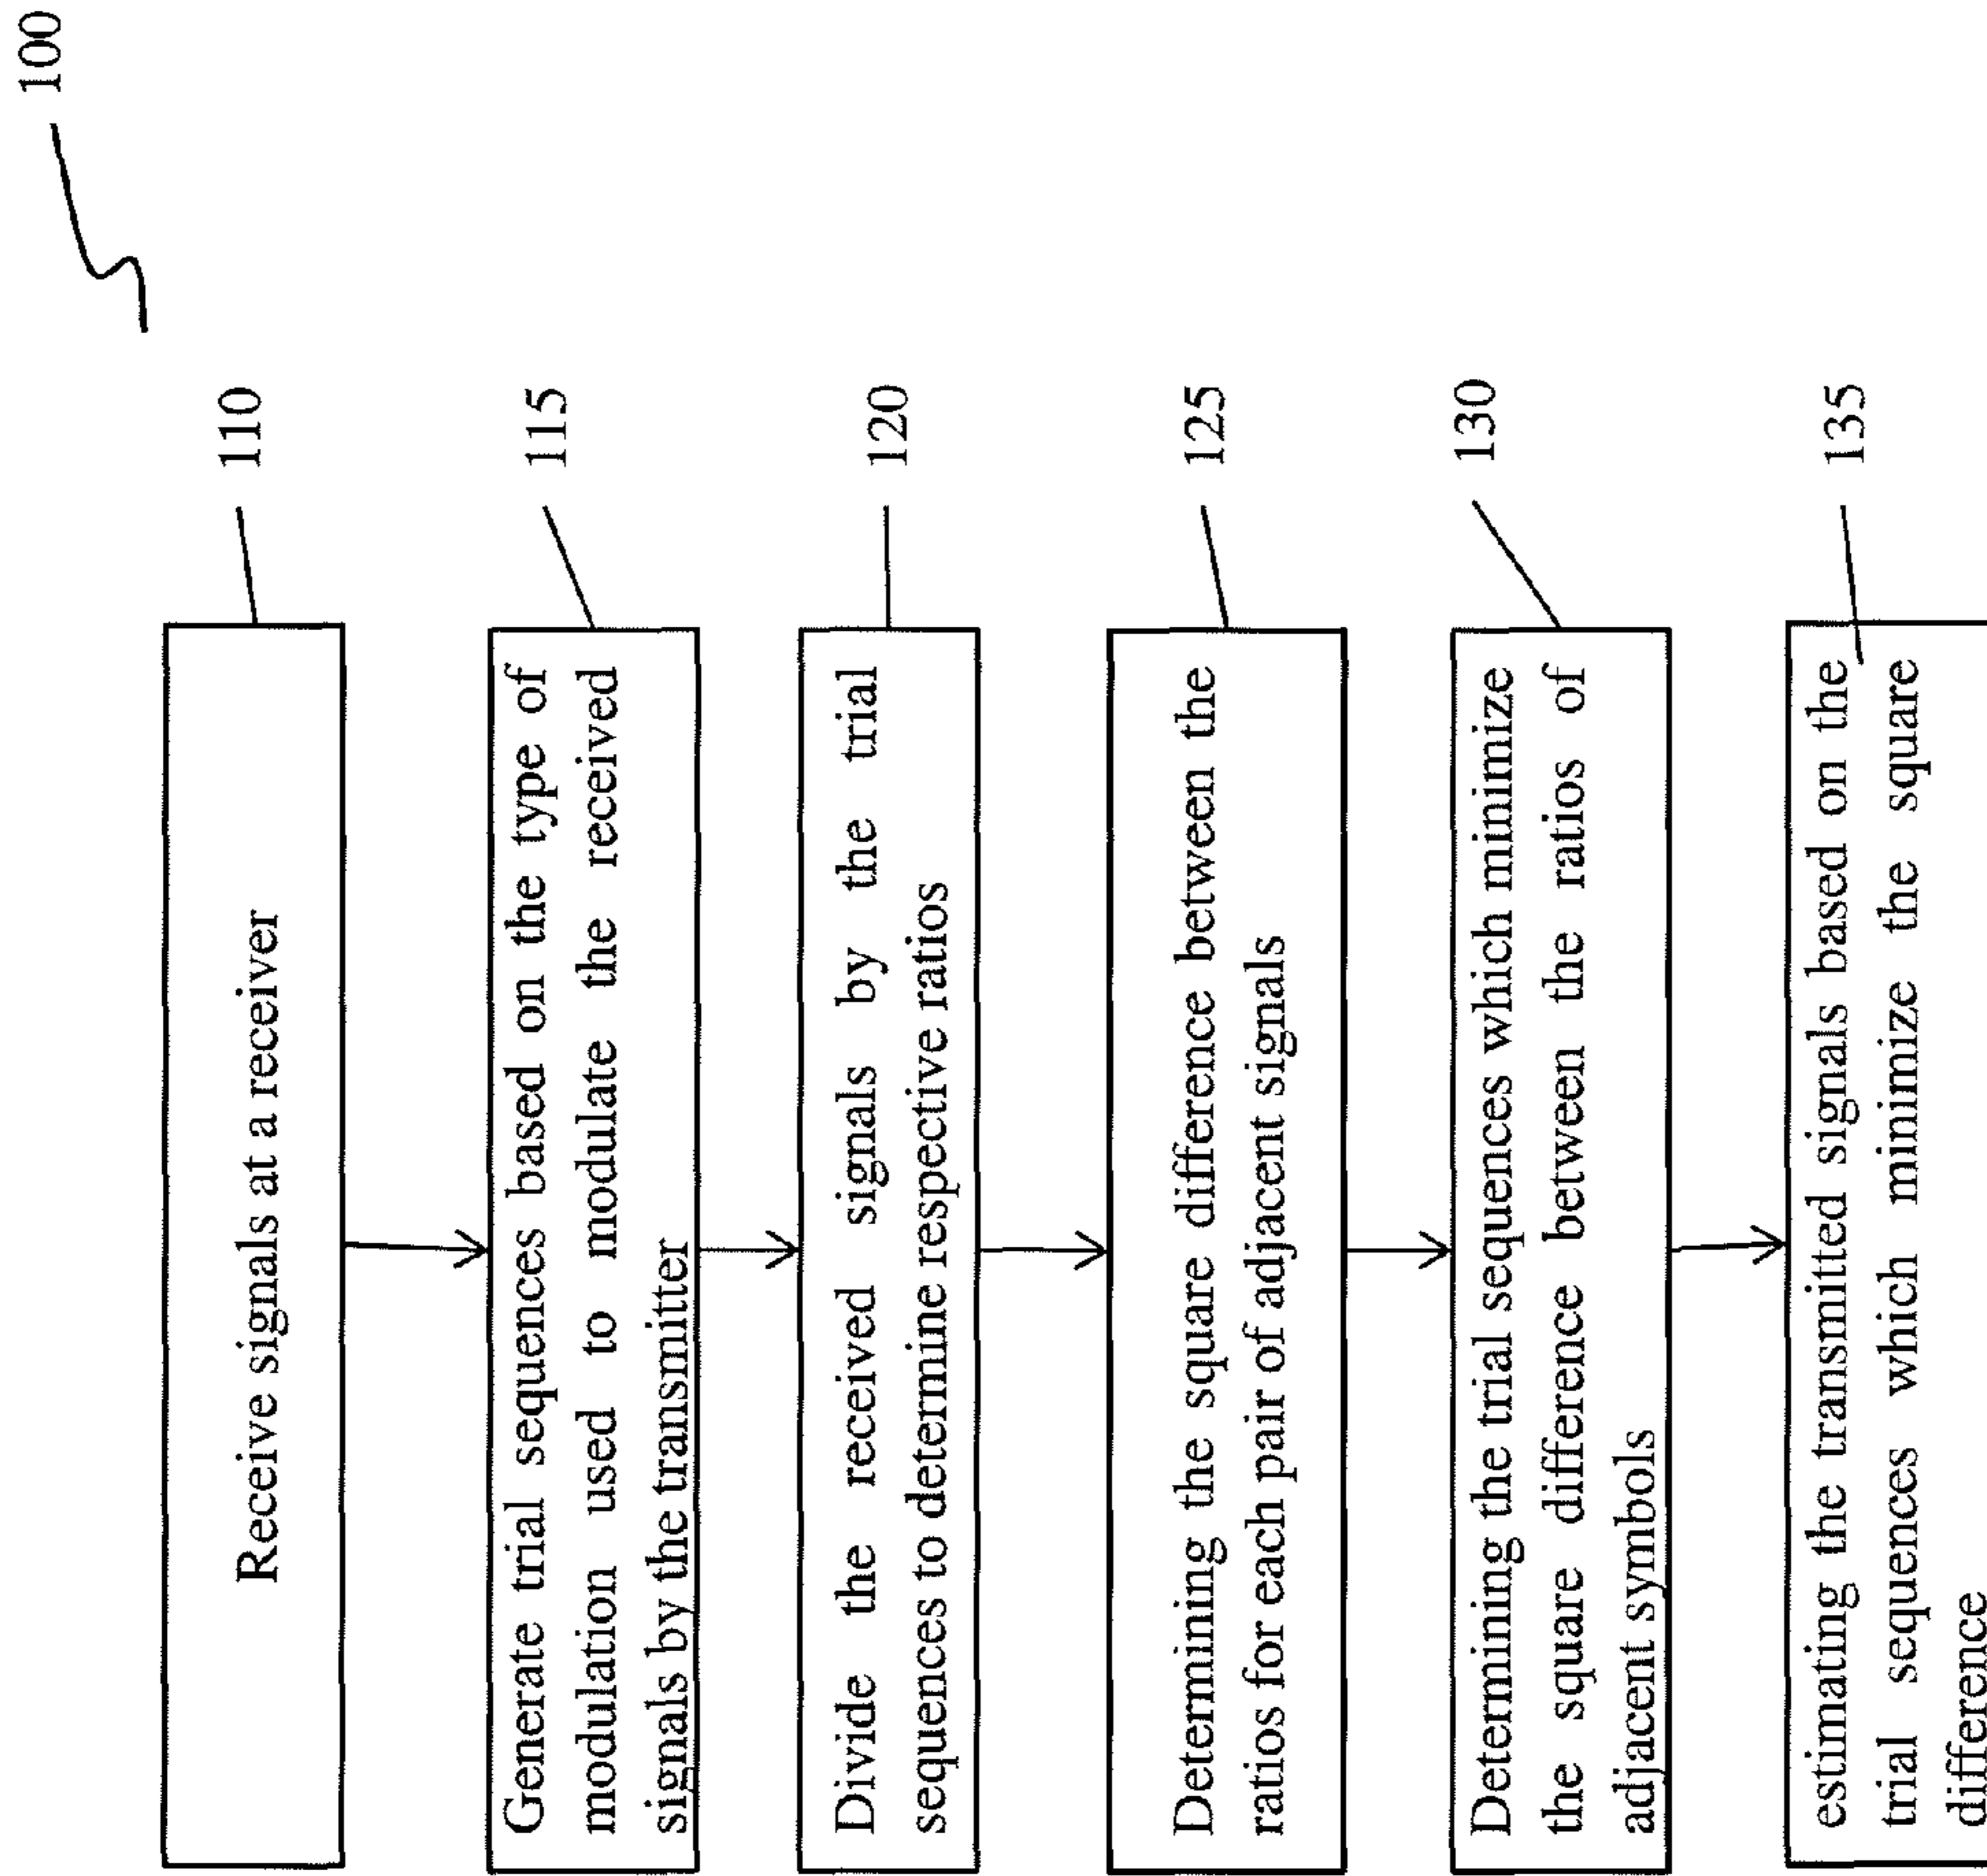 100
Receive signals at a receiver
110
Generate trial sequences based on the type of
modulation used to modulate the received
signals by the transmitter
115
Divide the received signals by the trial
sequences to determine respective ratios
120
Determining the square difference between the
ratios for each pair of adjacent signals
125
Determining the trial sequences which minimize
the square difference between the ratios of
adjacent symbols
130
estimating the transmitted signals based on the
trial sequences which minimize the square
difference
135